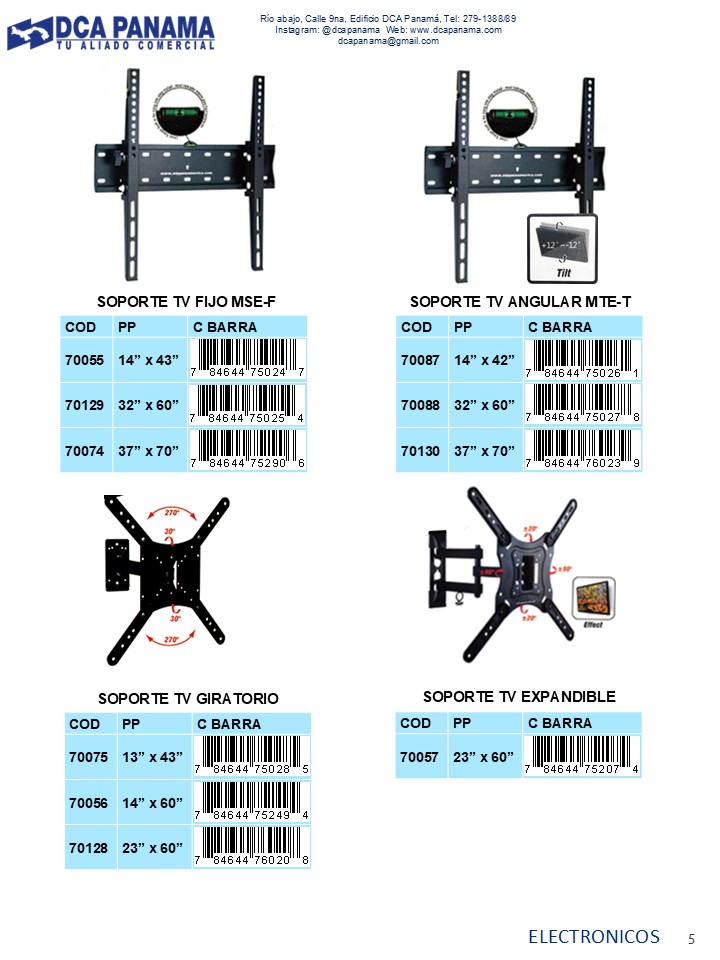 DCA PANAMA
TU ALIADO COMERCIAL
Río abajo, Calle 9na, Edificio DCA Panamá, Tel: 279-1388/89
Instagram: @dcapanama Web: www.dcapanama.com
dcapanama@gmail.com
+12° ~ -12°
Tilt
SOPORTE TV FIJO MSE-F
COD PP C BARRA
70055 14” x 43” 7 84644 75024 7
70129 32” x 60” 7 84644 75025 4
70074 37” x 70” 7 84644 75290 6
SOPORTE TV ANGULAR MTE-T
COD PP C BARRA
70087 14” x 42” 7 84644 75026 1
70088 32” x 60” 7 84644 75027 8
70130 37” x 70” 7 84644 76023 9
270°
30°
30°
270°
±20°
±90°
±90°
±20°
Effect
SOPORTE TV GIRATORIO
COD PP C BARRA
70075 13” x 43” 7 84644 75028 5
70056 14” x 60” 7 84644 75249 4
70128 23” x 60” 7 84644 76020 8
SOPORTE TV EXPANDIBLE
COD PP C BARRA
70057 23” x 60” 7 84644 75207 4
ELECTRONICOS 5